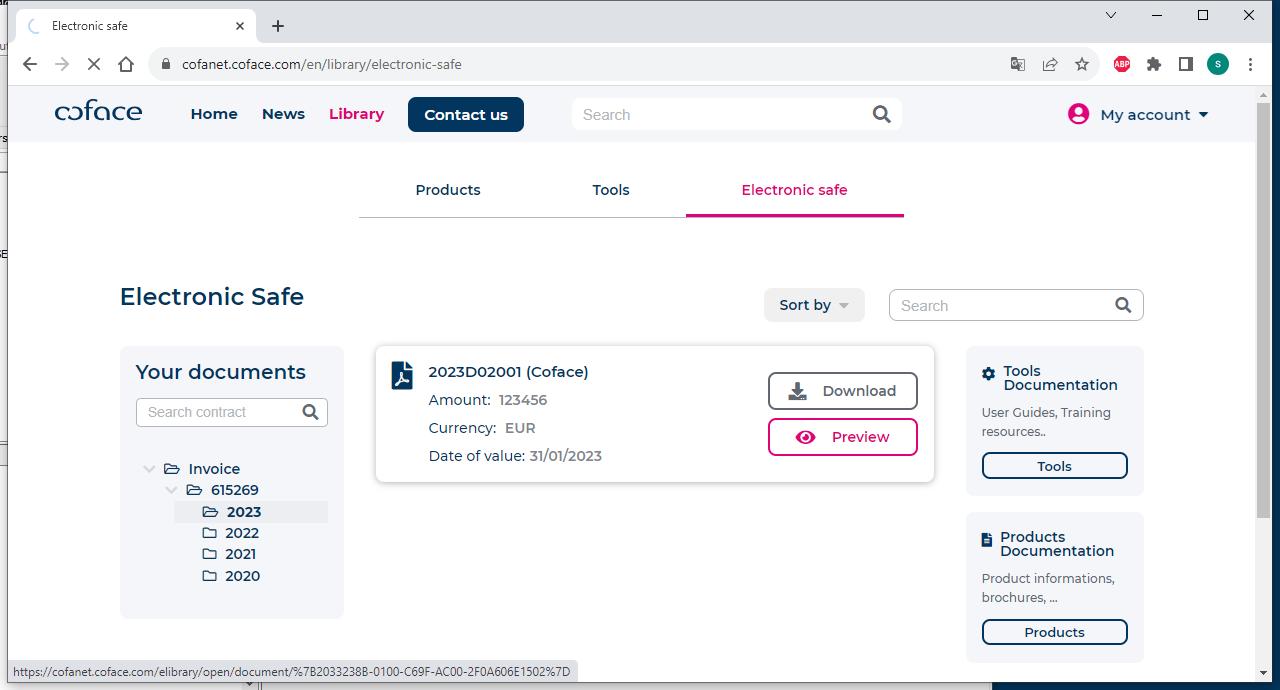 Electronic safe
cofanet.coface.com/en/library/electronic-safe
ABP
S
coface
Home
News
Library
Contact us
Search
My account
Products
Tools
Electronic safe
Electronic Safe
Sort by
Search
Your documents
Search contract
Invoice
615269
2023
2022
2021
2020
2023D02001 (Coface)
Amount: 123456
Currency: EUR
Date of value: 31/01/2023
Download
Preview
Tools
Documentation
User Guides, Training
resources..
Tools
Products
Documentation
Product informations,
brochures, ...
Products
https://cofanet.coface.com/elibrary/open/document/%7B2033238B-0100-C69F-AC00-2F0A606E1502%7D